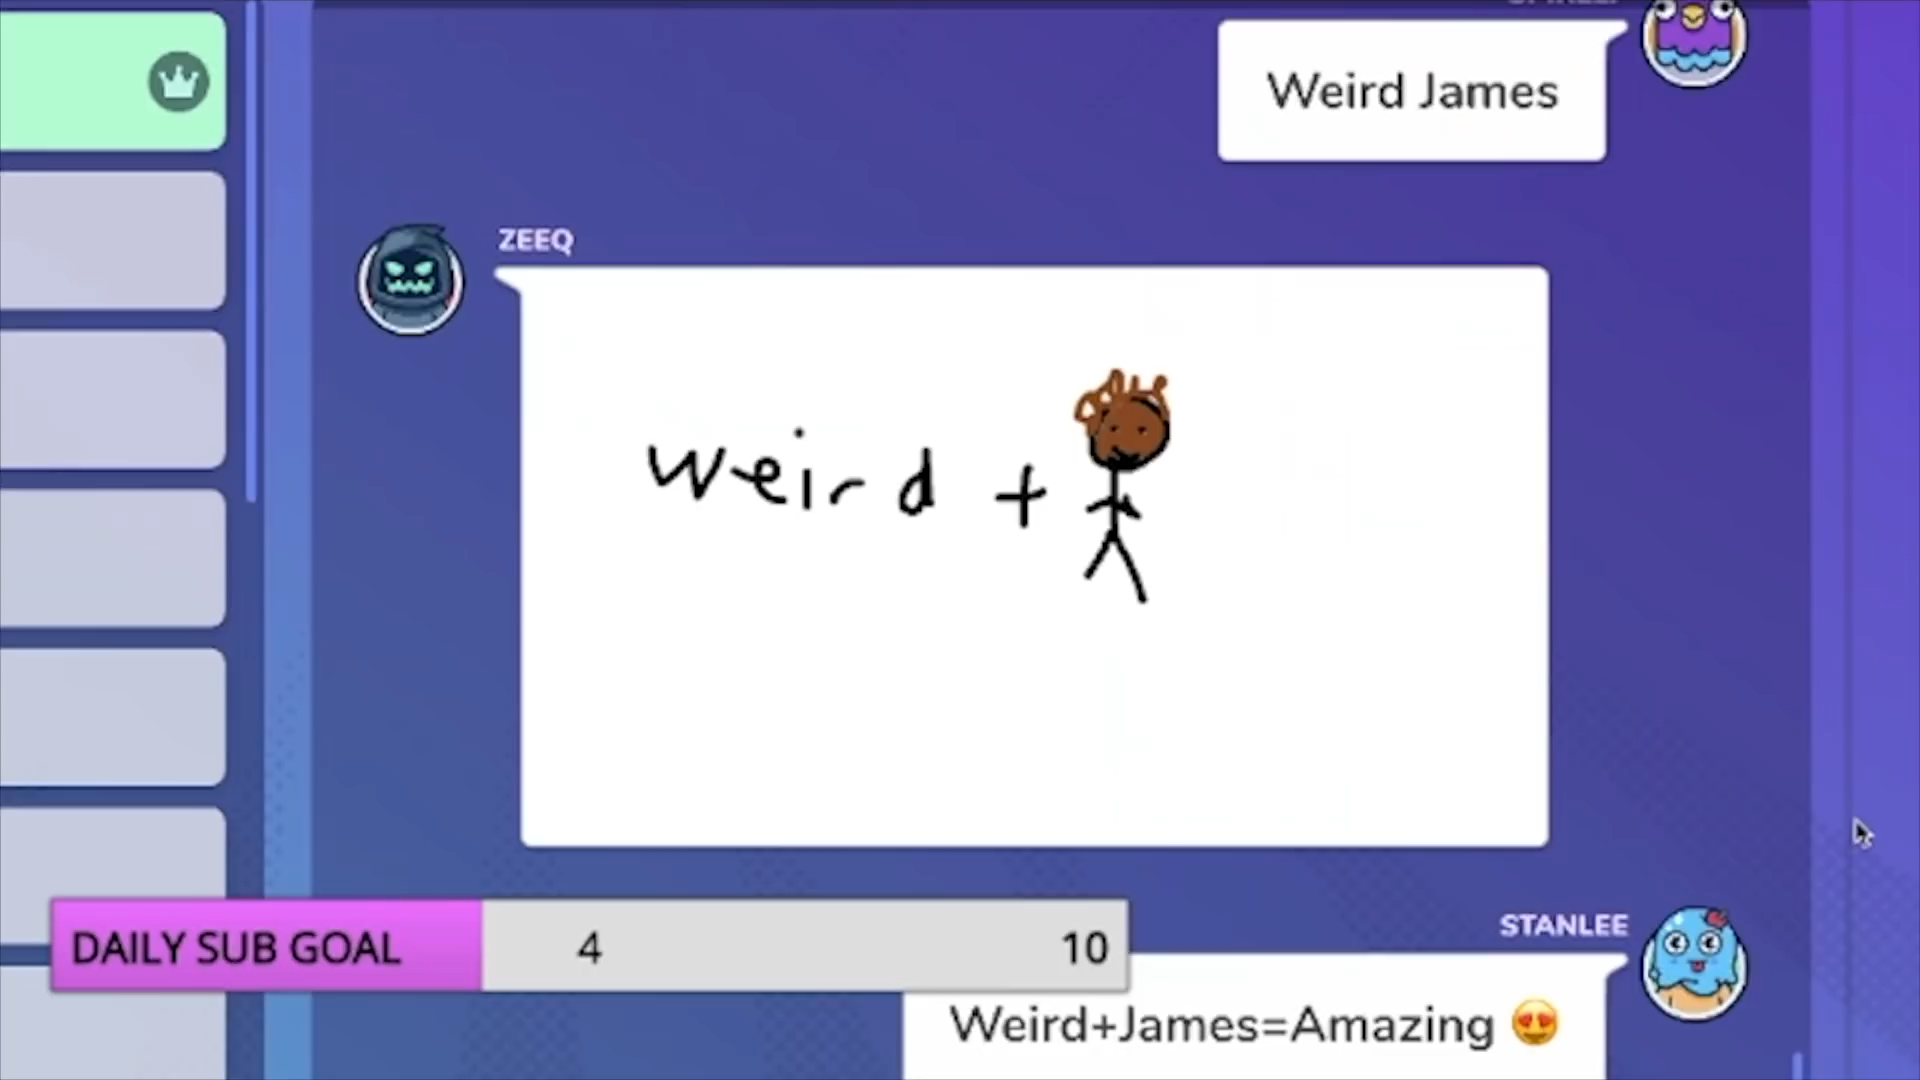 Weird James
ZEEQ
weird +
DAILY SUB GOAL 4 10
STANLEE
Weird+James=Amazing 😍